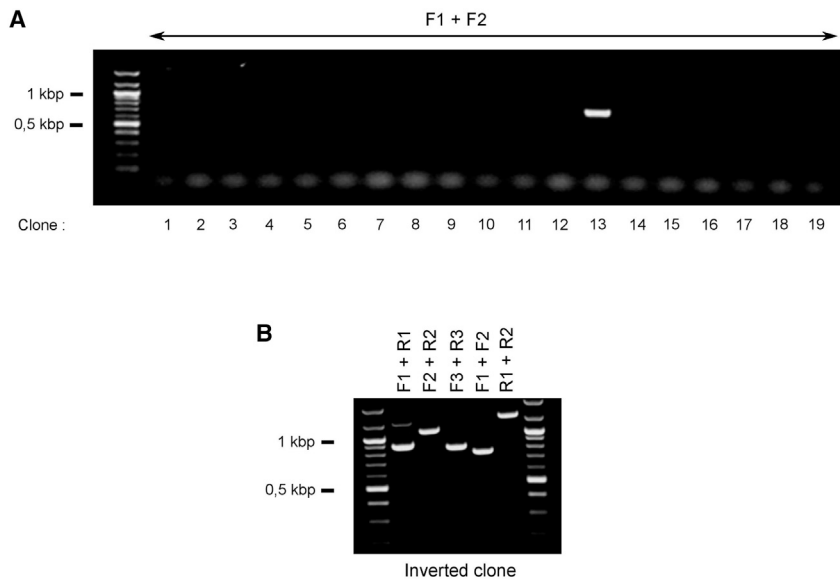 A
F1 + F2
1 kbp
0,5 kbp
Clone : 1 2 3 4 5 6 7 8 9 10 11 12 13 14 15 16 17 18 19
B
F1 + R1
F2 + R2
F3 + R3
F1 + F2
R1 + R2
1 kbp
0,5 kbp
Inverted clone